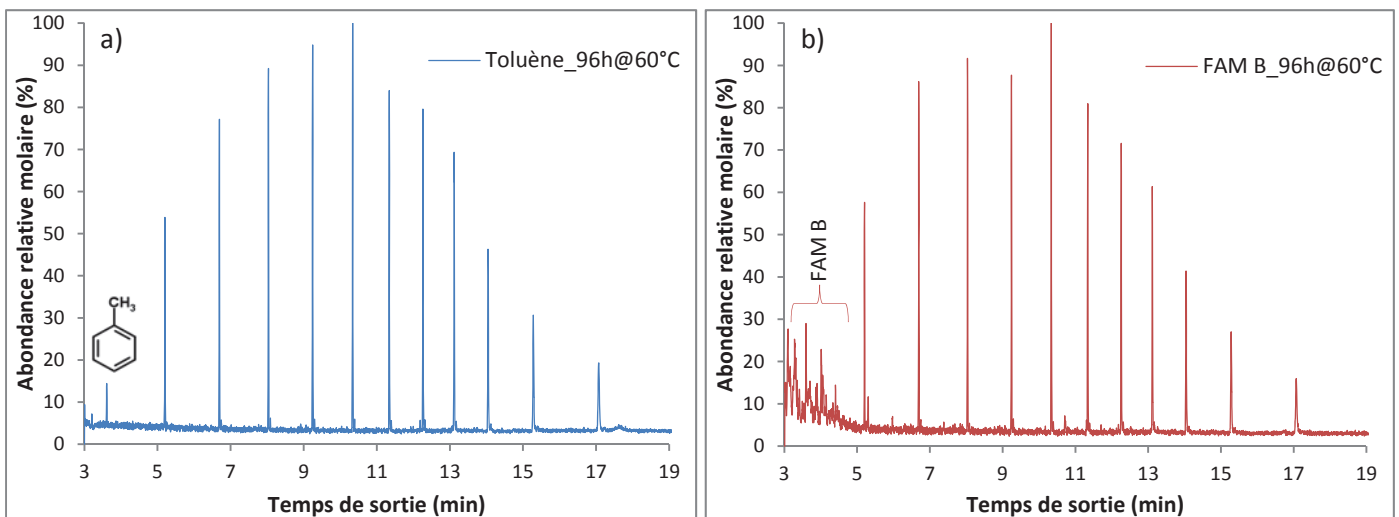 a)
Toluène_96h@60°C
Abondance relative molaire (%)
100
90
80
70
60
50
40
30
20
10
0
CH₃
3 5 7 9 11 13 15 17 19
Temps de sortie (min)
b)
FAM B_96h@60°C
Abondance relative molaire (%)
100
90
80
70
60
50
40
30
20
10
0
FAM B
3 5 7 9 11 13 15 17 19
Temps de sortie (min)